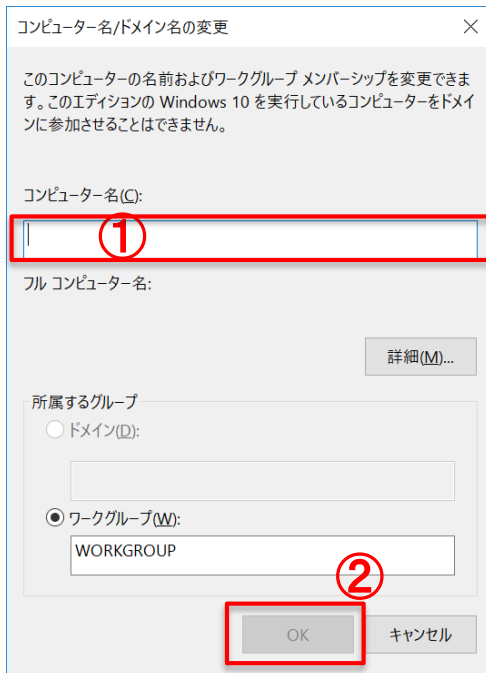 コンピューター名/ドメイン名の変更
このコンピューターの名前およびワークグループ メンバーシップを変更できま
す。このエディションの Windows 10 を実行しているコンピューターをドメイ
ンに参加させることはできません。
コンピューター名(C):
①
フル コンピューター名:
詳細(M)...
所属するグループ
ドメイン(D):
ワークグループ(W):
WORKGROUP
②
OK
キャンセル